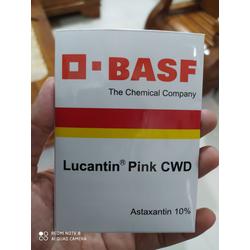 BASF
The Chemical Company
Lucantin® Pink CWD
Astaxantin 10%
REDMI NOTE 8
AI QUAD CAMERA